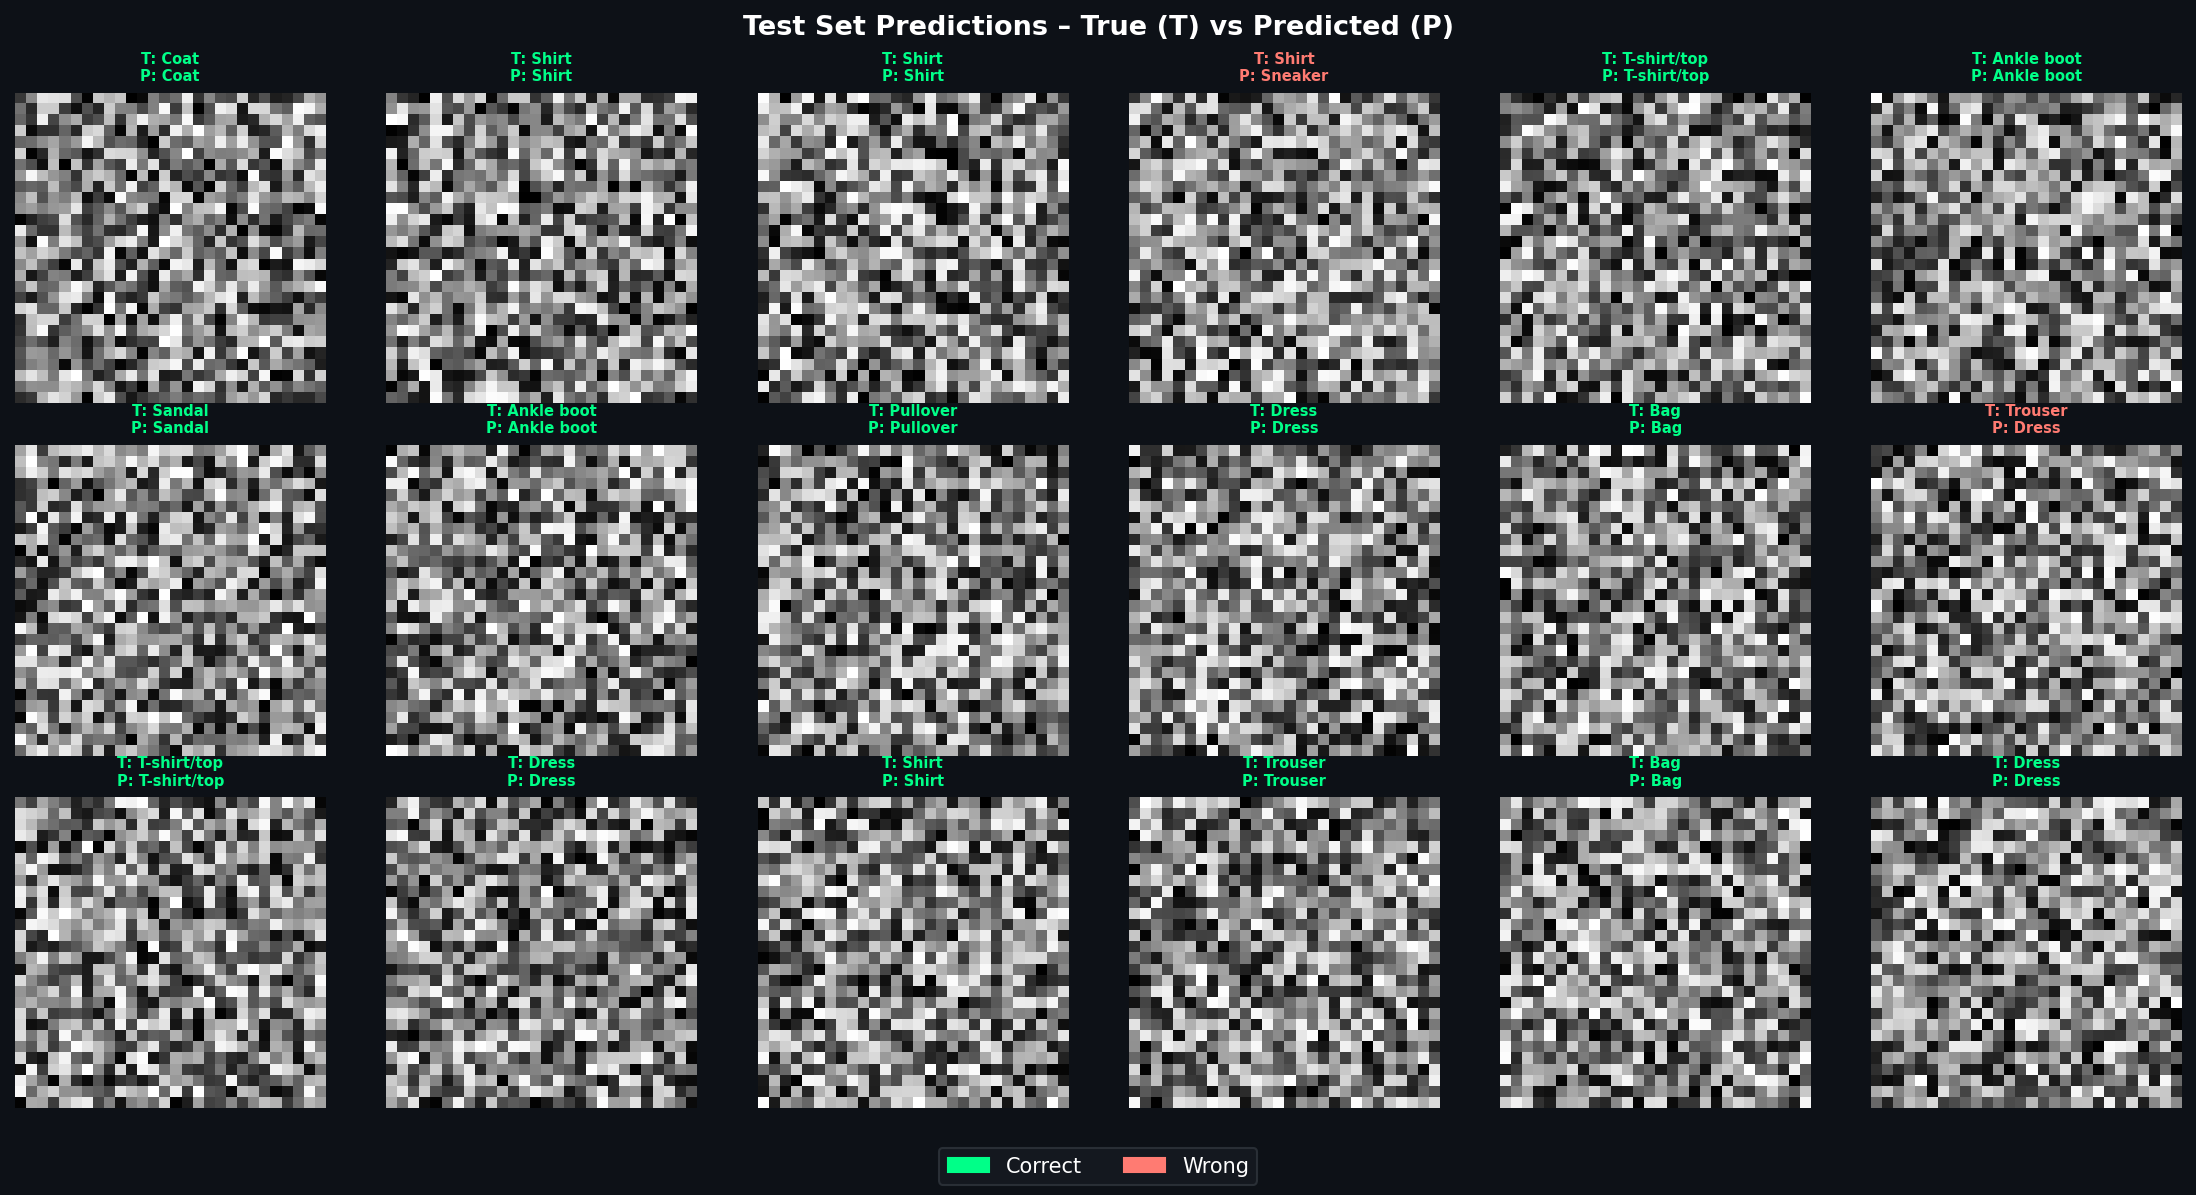 Test Set Predictions – True (T) vs Predicted (P)
T: Coat
P: Coat
T: Shirt
P: Shirt
T: Shirt
P: Shirt
T: Shirt
P: Sneaker
T: T-shirt/top
P: T-shirt/top
T: Ankle boot
P: Ankle boot
T: Sandal
P: Sandal
T: Ankle boot
P: Ankle boot
T: Pullover
P: Pullover
T: Dress
P: Dress
T: Bag
P: Bag
T: Trouser
P: Dress
T: T-shirt/top
P: T-shirt/top
T: Dress
P: Dress
T: Shirt
P: Shirt
T: Trouser
P: Trouser
T: Bag
P: Bag
T: Dress
P: Dress
Correct
Wrong